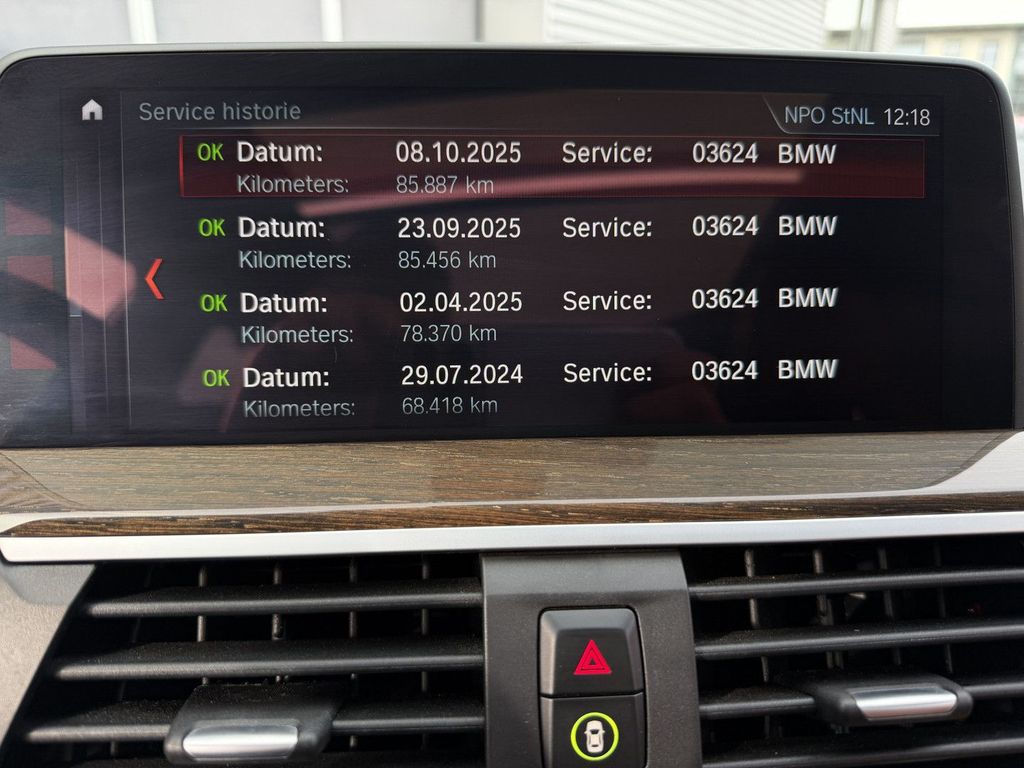 Service historie
NPO StNL 12:18
OK Datum: 08.10.2025 Service: 03624 BMW
Kilometers: 85.887 km
OK Datum: 23.09.2025 Service: 03624 BMW
Kilometers: 85.456 km
OK Datum: 02.04.2025 Service: 03624 BMW
Kilometers: 78.370 km
OK Datum: 29.07.2024 Service: 03624 BMW
Kilometers: 68.418 km